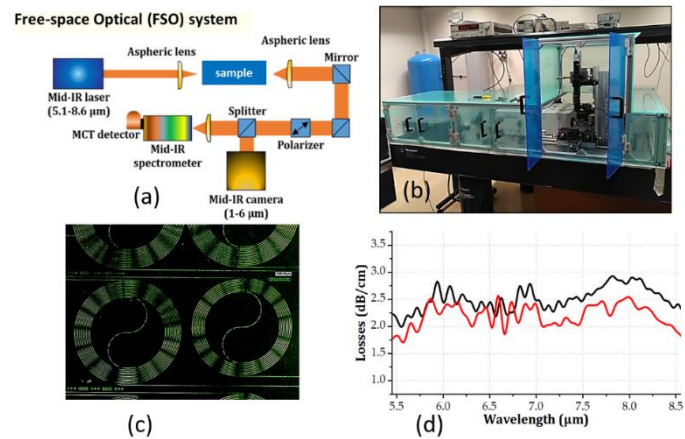 Free-space Optical (FSO) system
Aspheric lens
Aspheric lens
Mirror
sample
Mid-IR laser
(5.1-8.6 μm)
Splitter
MCT detector
Mid-IR
spectrometer
Polarizer
(a)
Mid-IR camera
(1-6 μm)
(b)
(c)
Losses (dB/cm)
3.5
3.0
2.5
2.0
1.5
1.0
5.5
6.0
6.5
7.0
7.5
8.0
8.5
Wavelength (μm)
(d)